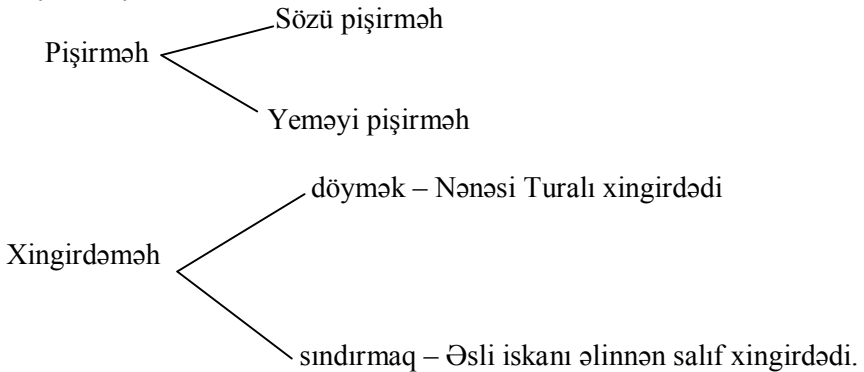 Sözü pişirməh
Pişirməh
Yeməyi pişirməh
döymək – Nənəsi Turalı xingirdədi
Xingirdəməh
sındırmaq – Əsli iskanı əlinnən salıf xingirdədi.